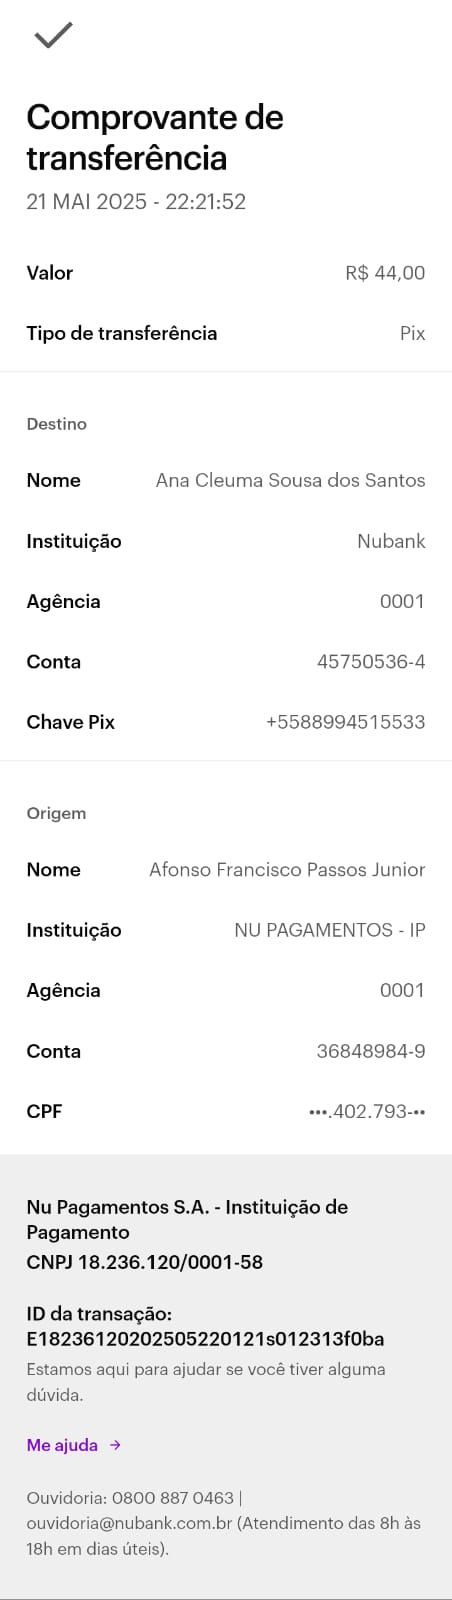 Comprovante de
transferência
21 MAI 2025 - 22:21:52
Valor R$ 44,00
Tipo de transferência Pix
Destino
Nome Ana Cleuma Sousa dos Santos
Instituição Nubank
Agência 0001
Conta 45750536-4
Chave Pix +5588994515533
Origem
Nome Afonso Francisco Passos Junior
Instituição NU PAGAMENTOS - IP
Agência 0001
Conta 36848984-9
CPF •••.402.793-••
Nu Pagamentos S.A. - Instituição de
Pagamento
CNPJ 18.236.120/0001-58
ID da transação:
E18236120202505220121s012313f0ba
Estamos aqui para ajudar se você tiver alguma
dúvida.
Me ajuda →
Ouvidoria: 0800 887 0463 |
ouvidoria@nubank.com.br (Atendimento das 8h às
18h em dias úteis).